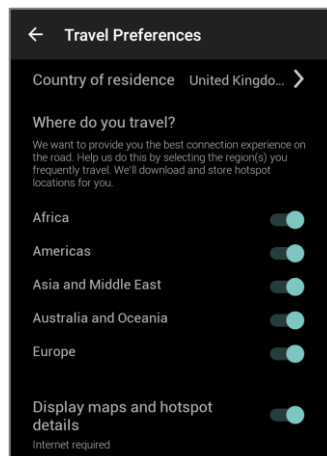 Travel Preferences
Country of residence United Kingdo...
Where do you travel?
We want to provide you the best connection experience on
the road. Help us do this by selecting the region(s) you
frequently travel. We'll download and store hotspot
locations for you.
Africa
Americas
Asia and Middle East
Australia and Oceania
Europe
Display maps and hotspot
details
Internet required